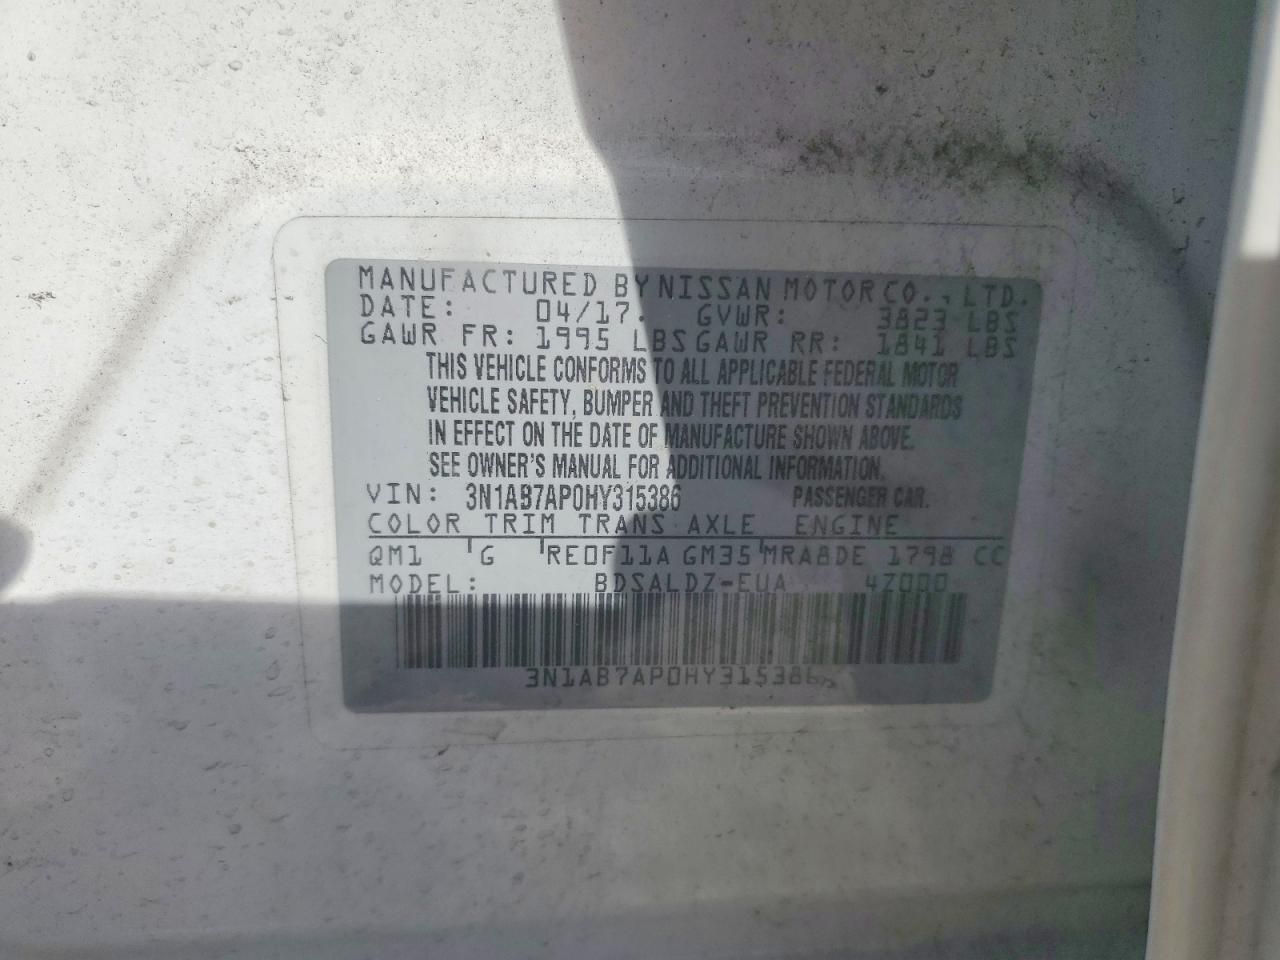 MANUFACTURED BY NISSAN MOTOR CO., LTD.
DATE: 04/17. GVWR: 3823 LBS
GAWR FR: 1995 LBS GAWR RR: 1841 LBS
THIS VEHICLE CONFORMS TO ALL APPLICABLE FEDERAL MOTOR
VEHICLE SAFETY, BUMPER AND THEFT PREVENTION STANDARDS
IN EFFECT ON THE DATE OF MANUFACTURE SHOWN ABOVE.
SEE OWNER'S MANUAL FOR ADDITIONAL INFORMATION.
VIN: 3N1AB7AP0HY315386 PASSENGER CAR.
COLOR TRIM TRANS AXLE ENGINE
QM1 G RE0F11A GM35 MRA8DE 1798 CC
MODEL: BDSALDZ-EUA 4Z000
3N1AB7AP0HY315386